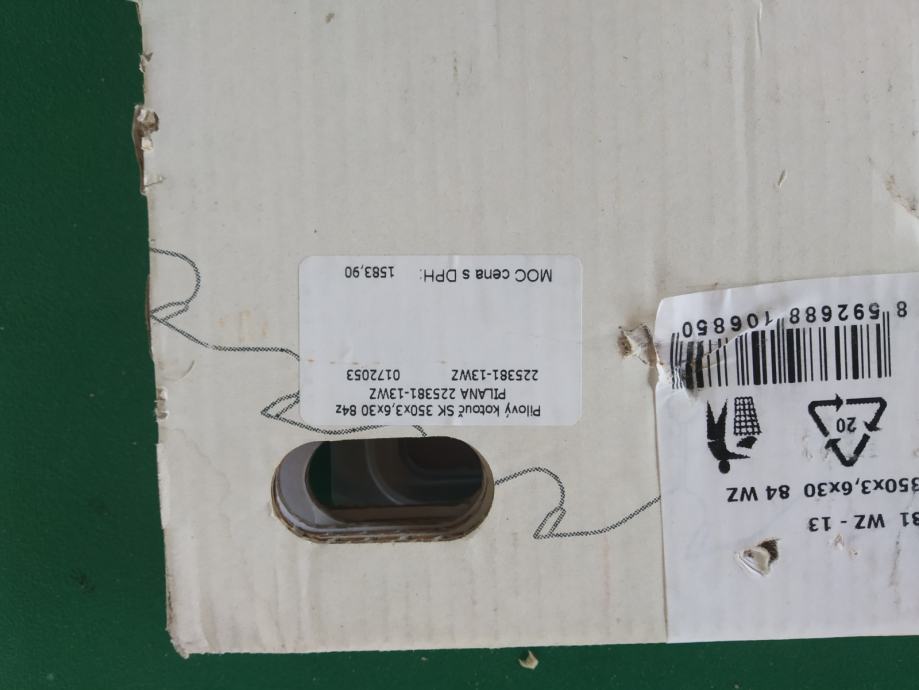 Pilový kotouč SK 350x3,6x30 84z
PILANA 225381-13WZ
225381-13WZ 0172053
MOC cena s DPH: 1583,90
81 WZ - 13
350x3,6x30 84 WZ
20
8 592688 106850